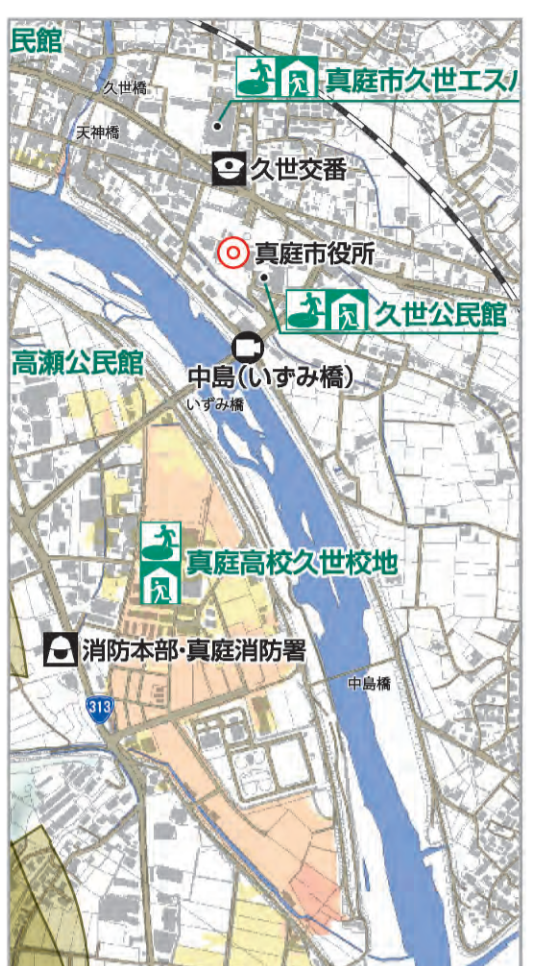 民館
久世橋
真庭市久世エスパ
天神橋
久世交番
真庭市役所
久世公民館
高瀬公民館
中島(いずみ橋)
いずみ橋
真庭高校久世校地
消防本部・真庭消防署
中島橋
313